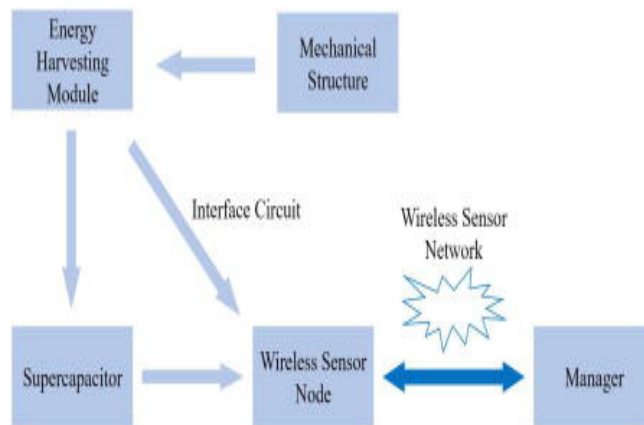 Energy
Harvesting
Module
Mechanical
Structure
Interface Circuit
Wireless Sensor
Network
Supercapacitor
Wireless Sensor
Node
Manager